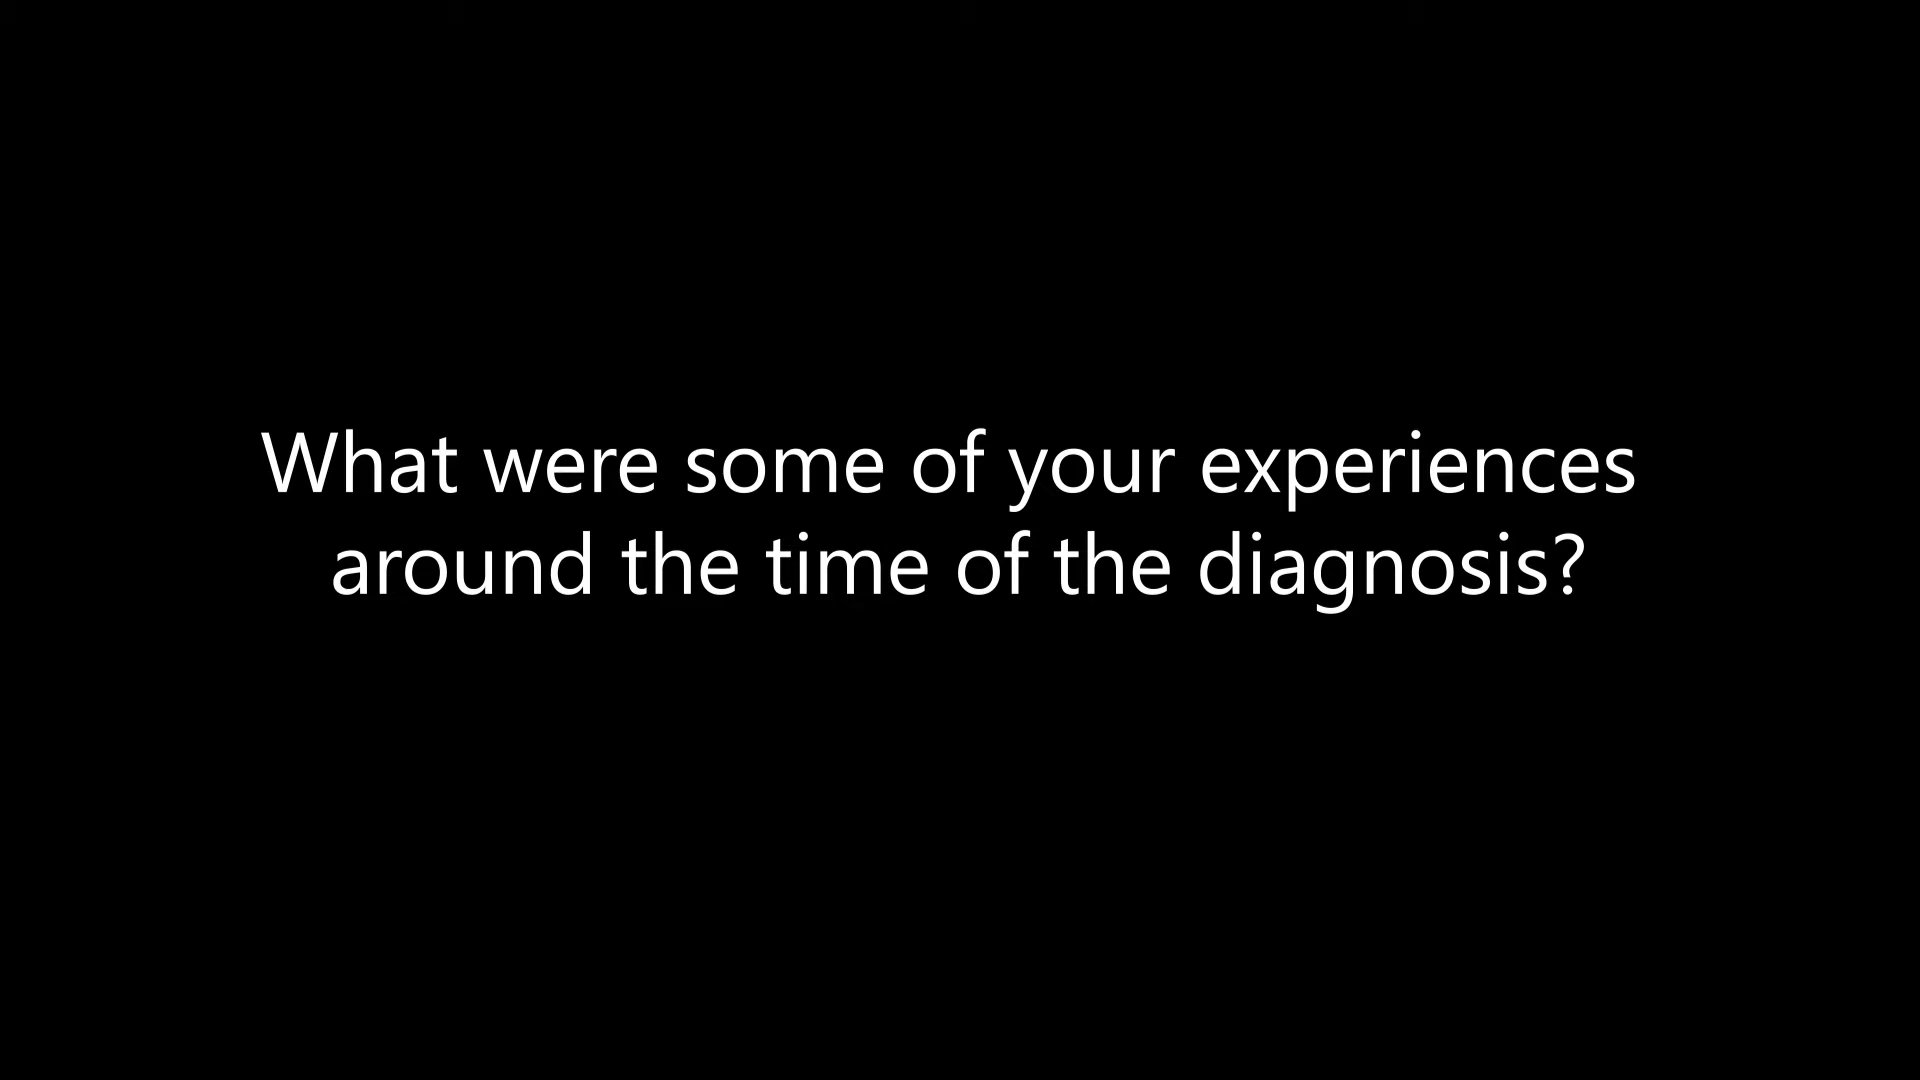 What were some of your experiences
around the time of the diagnosis?